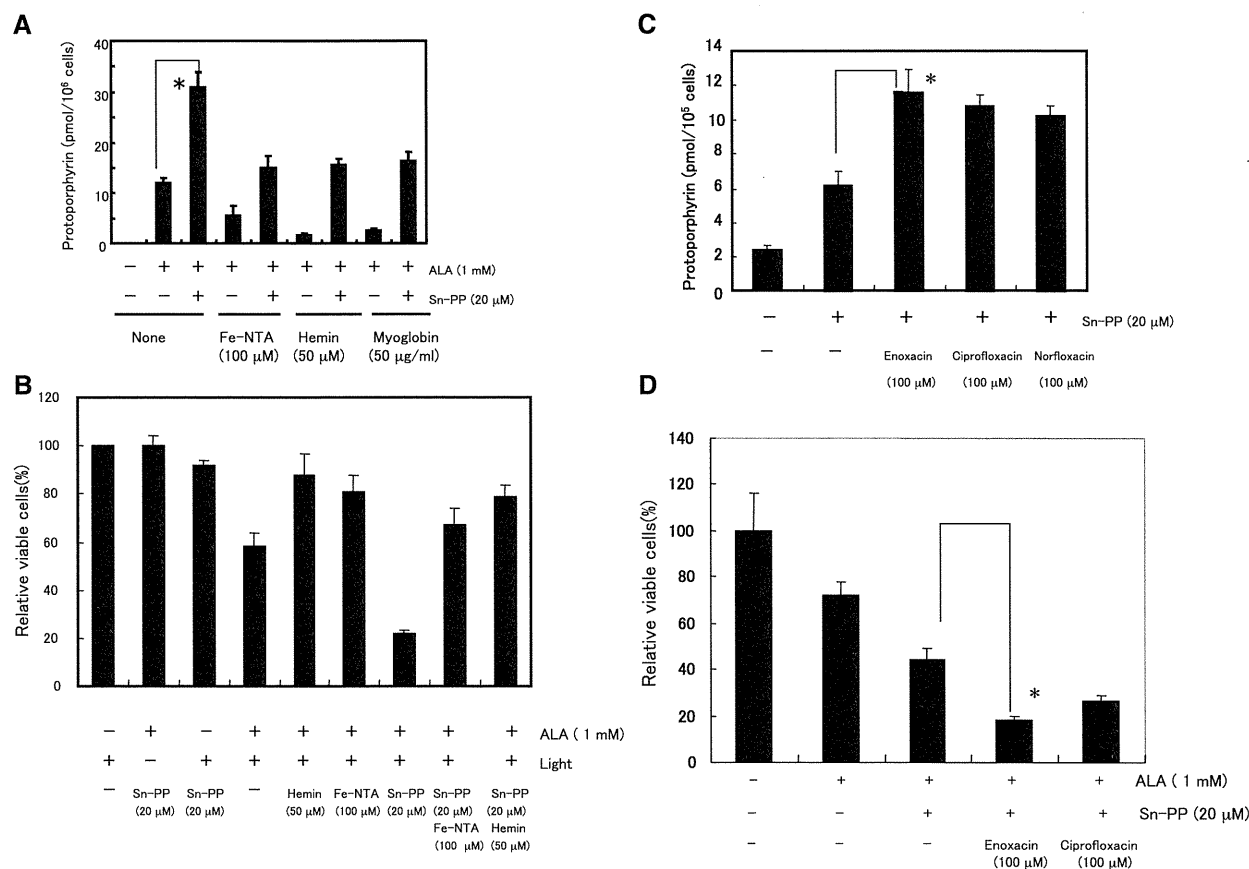 A
Protoporphyrin (pmol/10⁶ cells)
40
30
20
10
0
*
− + + + + + + + + ALA (1 mM)
− − + − + − + − + Sn-PP (20 μM)
None Fe-NTA Hemin Myoglobin
(100 μM) (50 μM) (50 μg/ml)
B
Relative viable cells(%)
120
100
80
60
40
20
0
− + − + + + + + + ALA ( 1 mM)
+ − + + + + + + + Light
− Sn-PP Sn-PP − Hemin Fe-NTA Sn-PP Sn-PP Sn-PP
(20 μM) (20 μM) (50 μM) (100 μM) (20 μM) (20 μM) (20 μM)
Fe-NTA Hemin
(100 μM) (50 μM)
C
Protoporphyrin (pmol/10⁵ cells)
14
12
10
8
6
4
2
0
*
− + + + + Sn-PP (20 μM)
− − Enoxacin Ciprofloxacin Norfloxacin
(100 μM) (100 μM) (100 μM)
D
Relative viable cells(%)
140
120
100
80
60
40
20
0
*
− + + + + ALA ( 1 mM)
− − + + + Sn-PP (20 μM)
− − − Enoxacin Ciprofloxacin
(100 μM) (100 μM)